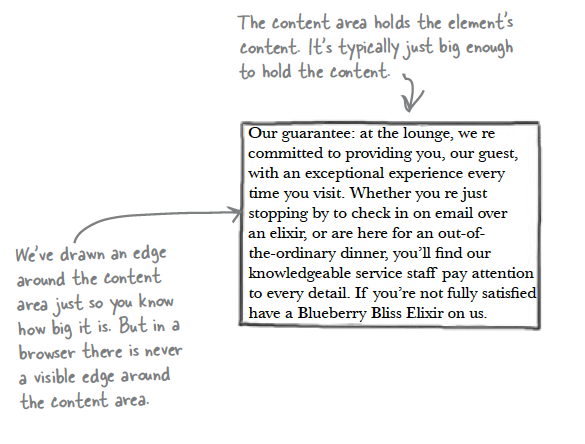 The content area holds the element's
content. It's typically just big enough
to hold the content.
Our guarantee: at the lounge, we re
committed to providing you, our guest,
with an exceptional experience every
time you visit. Whether you re just
stopping by to check in on email over
an elixir, or are here for an out-of-
the-ordinary dinner, you'll find our
knowledgeable service staff pay attention
to every detail. If you're not fully satisfied
have a Blueberry Bliss Elixir on us.
We've drawn an edge
around the content
area just so you know
how big it is. But in a
browser there is never
a visible edge around
the content area.